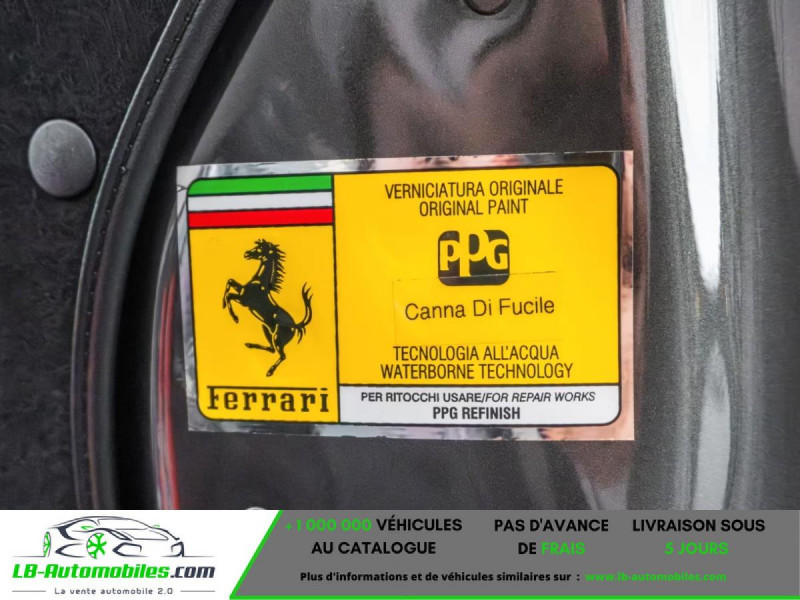 VERNICIATURA ORIGINALE
ORIGINAL PAINT
PPG
Canna Di Fucile
TECNOLOGIA ALL'ACQUA
WATERBORNE TECHNOLOGY
Ferrari
PER RITOCCHI USARE/FOR REPAIR WORKS
PPG REFINISH
LB-Automobiles.com
La vente automobile 2.0
+1 000 000 VÉHICULES
AU CATALOGUE
PAS D'AVANCE
DE FRAIS
LIVRAISON SOUS
5 JOURS
Plus d'informations et de véhicules similaires sur : www.lb-automobiles.com